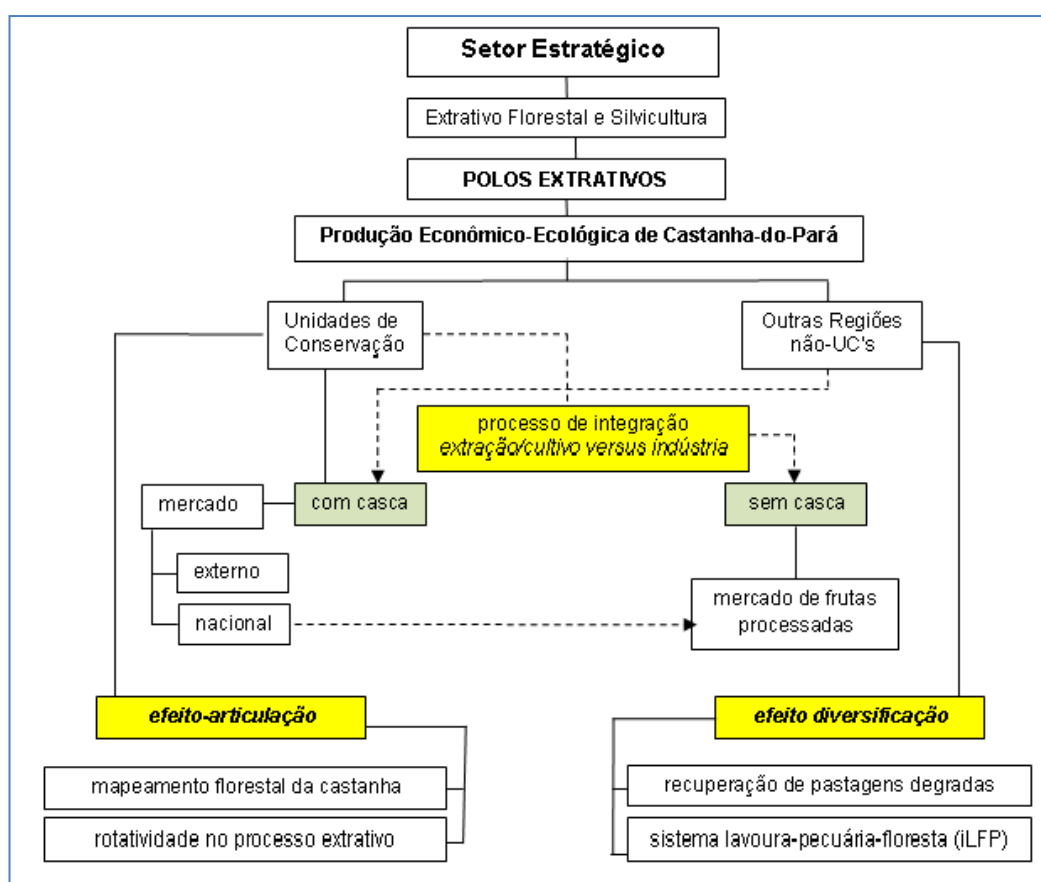 Setor Estratégico
Extrativo Florestal e Silvicultura
POLOS EXTRATIVOS
Produção Econômico-Ecológica de Castanha-do-Pará
Unidades de
Conservação
Outras Regiões
não-UC's
processo de integração
extração/cultivo versus indústria
mercado
com casca
sem casca
externo
nacional
mercado de frutas
processadas
efeito-articulação
efeito diversificação
mapeamento florestal da castanha
rotatividade no processo extrativo
recuperação de pastagens degradas
sistema lavoura-pecuária-floresta (iLFP)